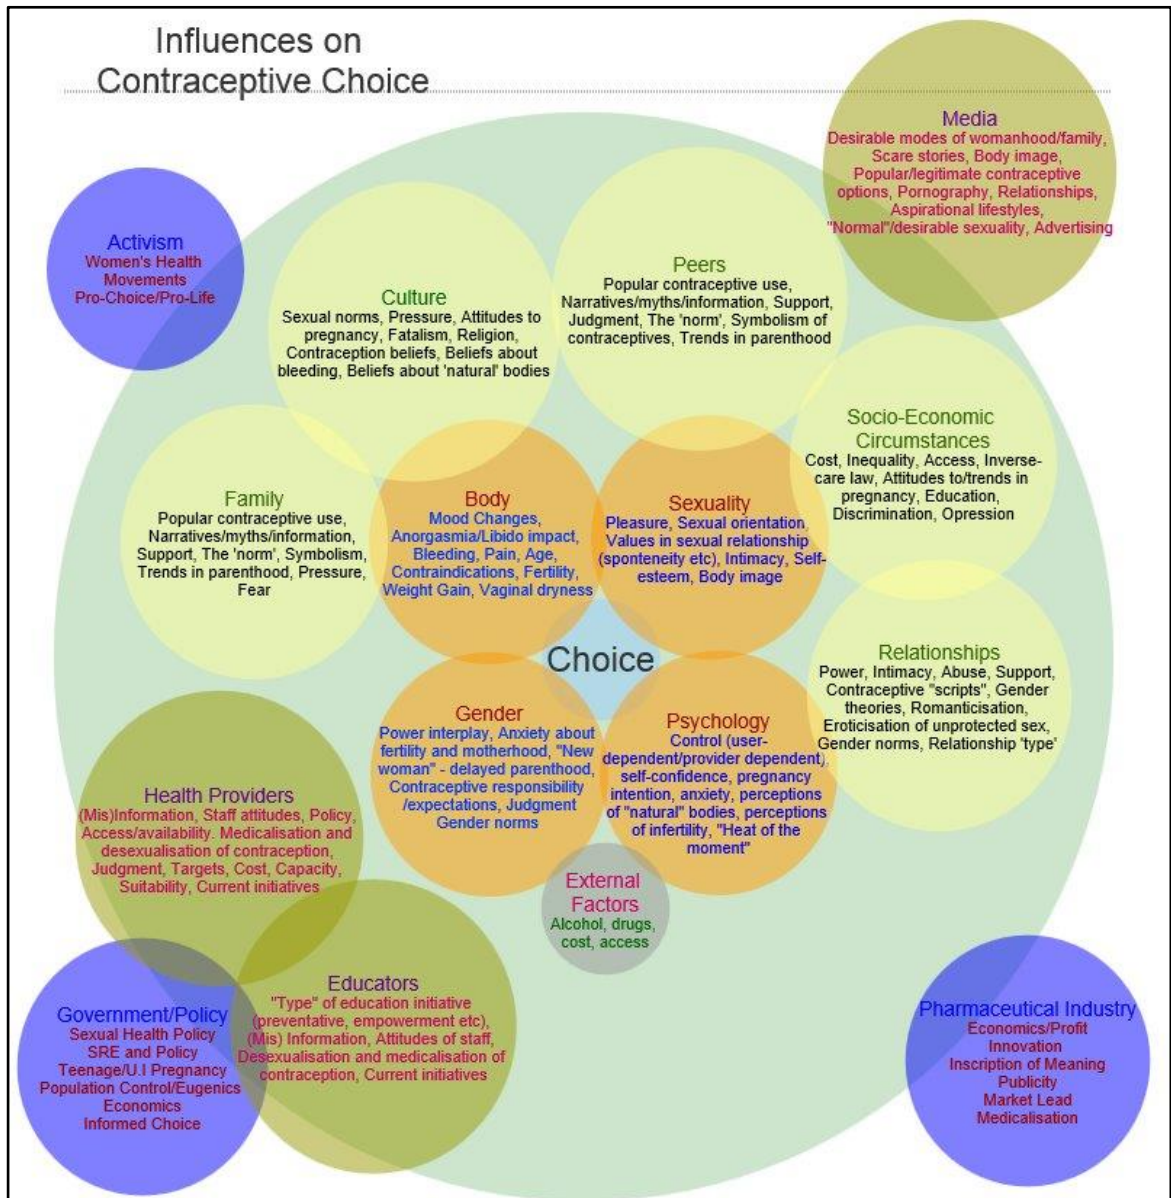 Influences on
Contraceptive Choice
Media
Desirable modes of womanhood/family,
Scare stories, Body image,
Popular/legitimate contraceptive
options, Pornography, Relationships,
Aspirational lifestyles,
"Normal"/desirable sexuality, Advertising
Activism
Women's Health
Movements
Pro-Choice/Pro-Life
Culture
Sexual norms, Pressure, Attitudes to
pregnancy, Fatalism, Religion,
Contraception beliefs, Beliefs about
bleeding, Beliefs about 'natural' bodies
Peers
Popular contraceptive use,
Narratives/myths/information, Support,
Judgment, The 'norm', Symbolism of
contraceptives, Trends in parenthood
Socio-Economic
Circumstances
Cost, Inequality, Access, Inverse-
care law, Attitudes to/trends in
pregnancy, Education,
Discrimination, Opression
Family
Popular contraceptive use,
Narratives/myths/information,
Support, The 'norm', Symbolism,
Trends in parenthood, Pressure,
Fear
Body
Mood Changes,
Anorgasmia/Libido impact,
Bleeding, Pain, Age,
Contraindications, Fertility,
Weight Gain, Vaginal dryness
Sexuality
Pleasure, Sexual orientation,
Values in sexual relationship
(sponteneity etc), Intimacy, Self-
esteem, Body image
Choice
Relationships
Power, Intimacy, Abuse, Support,
Contraceptive "scripts", Gender
theories, Romanticisation,
Eroticisation of unprotected sex,
Gender norms, Relationship 'type'
Gender
Power interplay, Anxiety about
fertility and motherhood, "New
woman" - delayed parenthood,
Contraceptive responsibility
/expectations, Judgment
Gender norms
Psychology
Control (user-
dependent/provider dependent),
self-confidence, pregnancy
intention, anxiety, perceptions
of "natural" bodies, perceptions
of infertility, "Heat of the
moment"
Health Providers
(Mis)Information, Staff attitudes, Policy,
Access/availability. Medicalisation and
desexualisation of contraception,
Judgment, Targets, Cost, Capacity,
Suitability, Current initiatives
External
Factors
Alcohol, drugs,
cost, access
Educators
"Type" of education initiative
(preventative, empowerment etc),
(Mis) Information, Attitudes of staff,
Desexualisation and medicalisation of
contraception, Current initiatives
Government/Policy
Sexual Health Policy
SRE and Policy
Teenage/U.I Pregnancy
Population Control/Eugenics
Economics
Informed Choice
Pharmaceutical Industry
Economics/Profit
Innovation
Inscription of Meaning
Publicity
Market Lead
Medicalisation